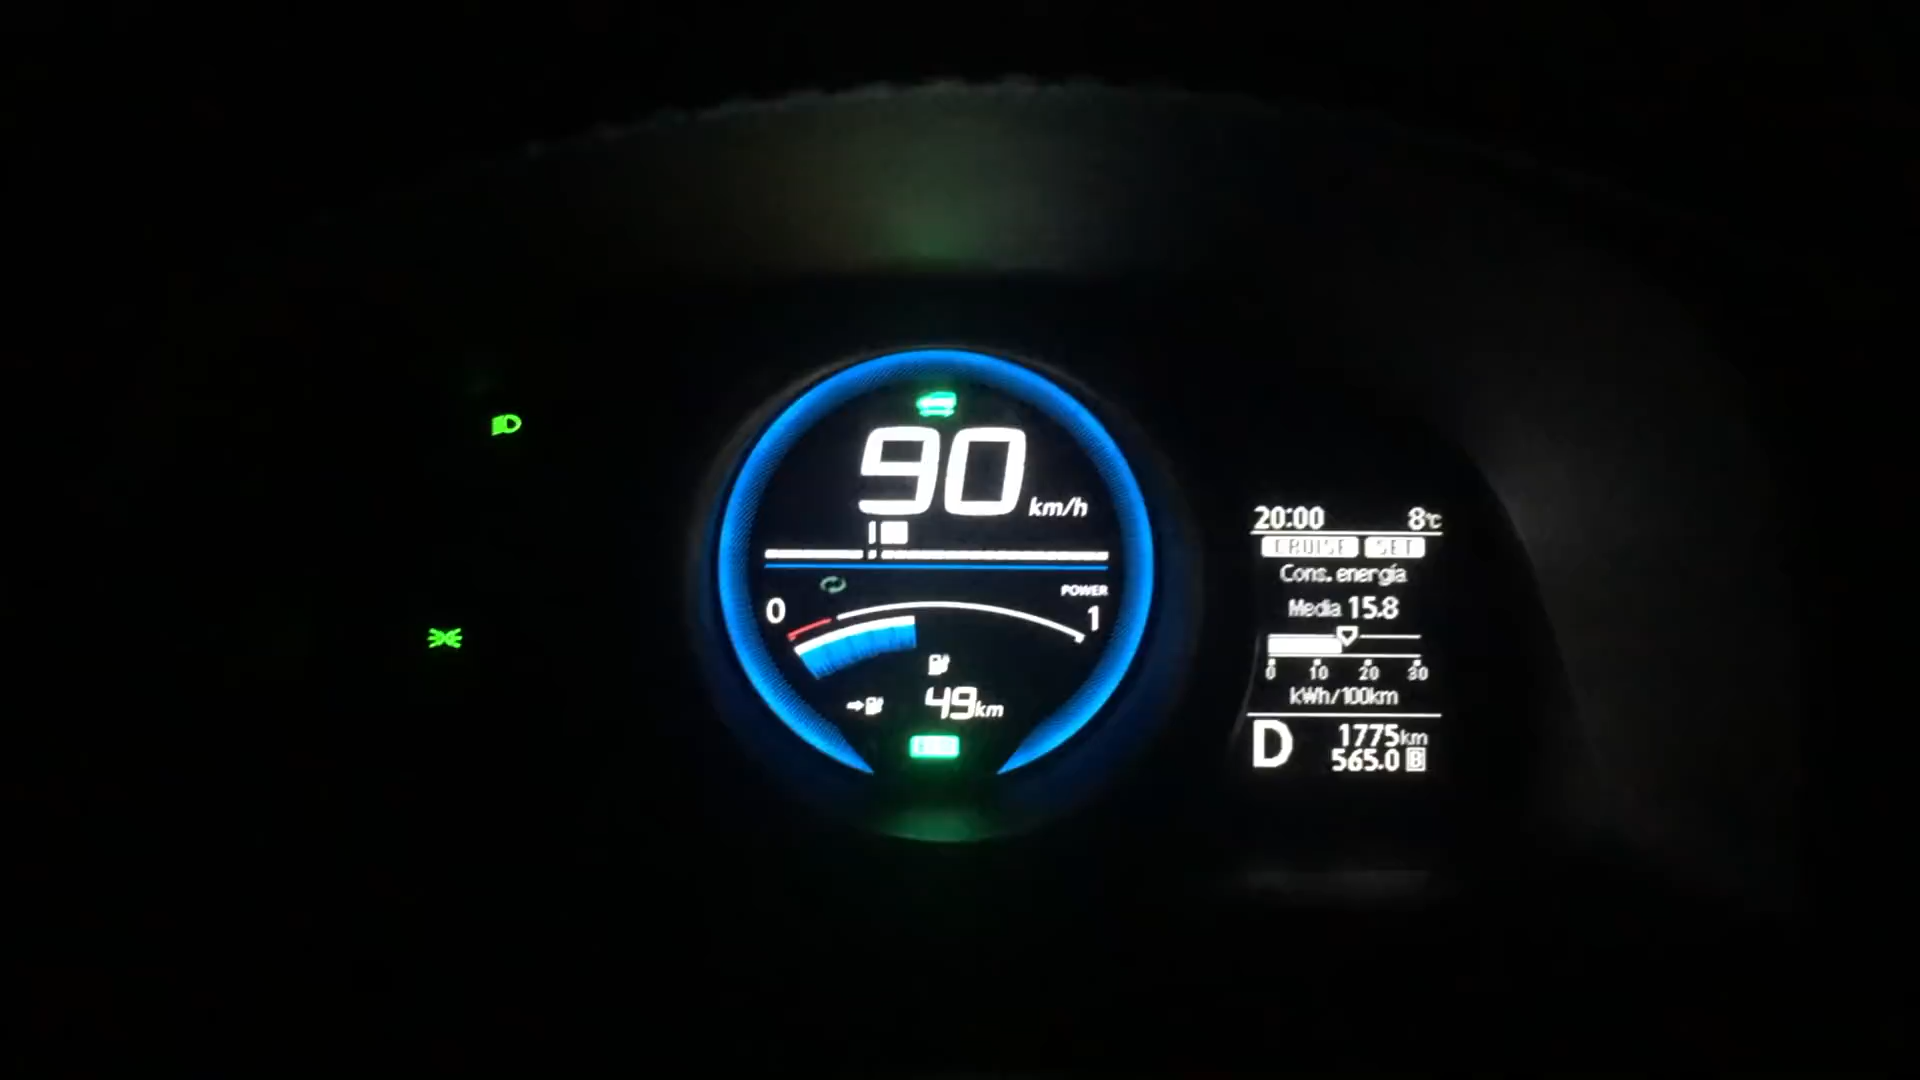 90 km/h
POWER
0 1
49km
20:00 8°C
CRUISE SET
Cons. energía
Media 15.8
0 10 20 30
kWh/100km
D 1775km
565.0 B